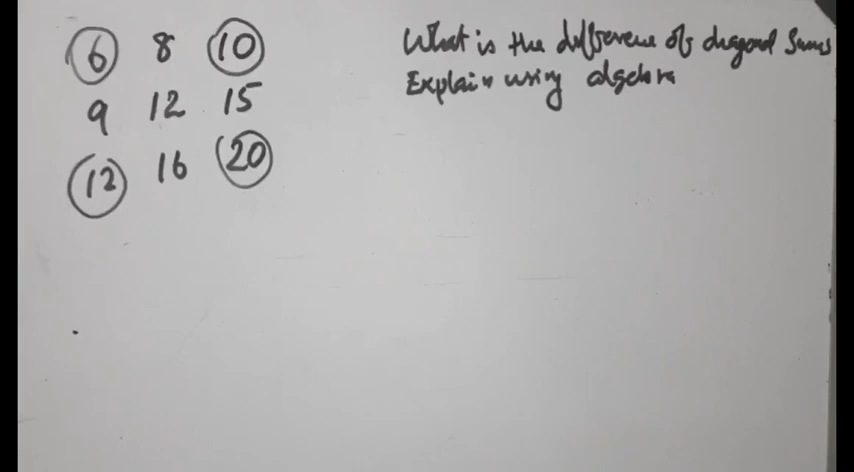 6 8 10
9 12 15
12 16 20
What is the difference of diagonal Sums
Explain using algebra